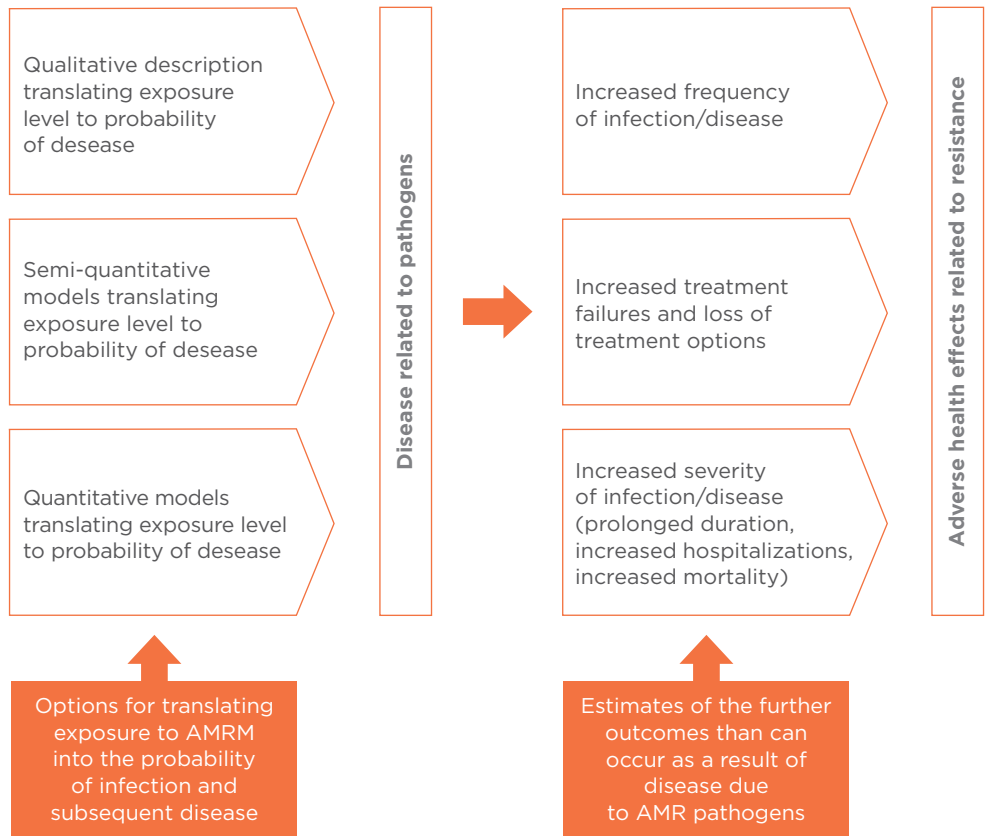 Qualitative description
translating exposure
level to probability
of desease
Semi-quantitative
models translating
exposure level to
probability of desease
Quantitative models
translating exposure level
to probability of desease
Disease related to pathogens
Increased frequency
of infection/disease
Increased treatment
failures and loss of
treatment options
Increased severity
of infection/disease
(prolonged duration,
increased hospitalizations,
increased mortality)
Adverse health effects related to resistance
Options for translating
exposure to AMRM
into the probability
of infection and
subsequent disease
Estimates of the further
outcomes than can
occur as a result of
disease due
to AMR pathogens